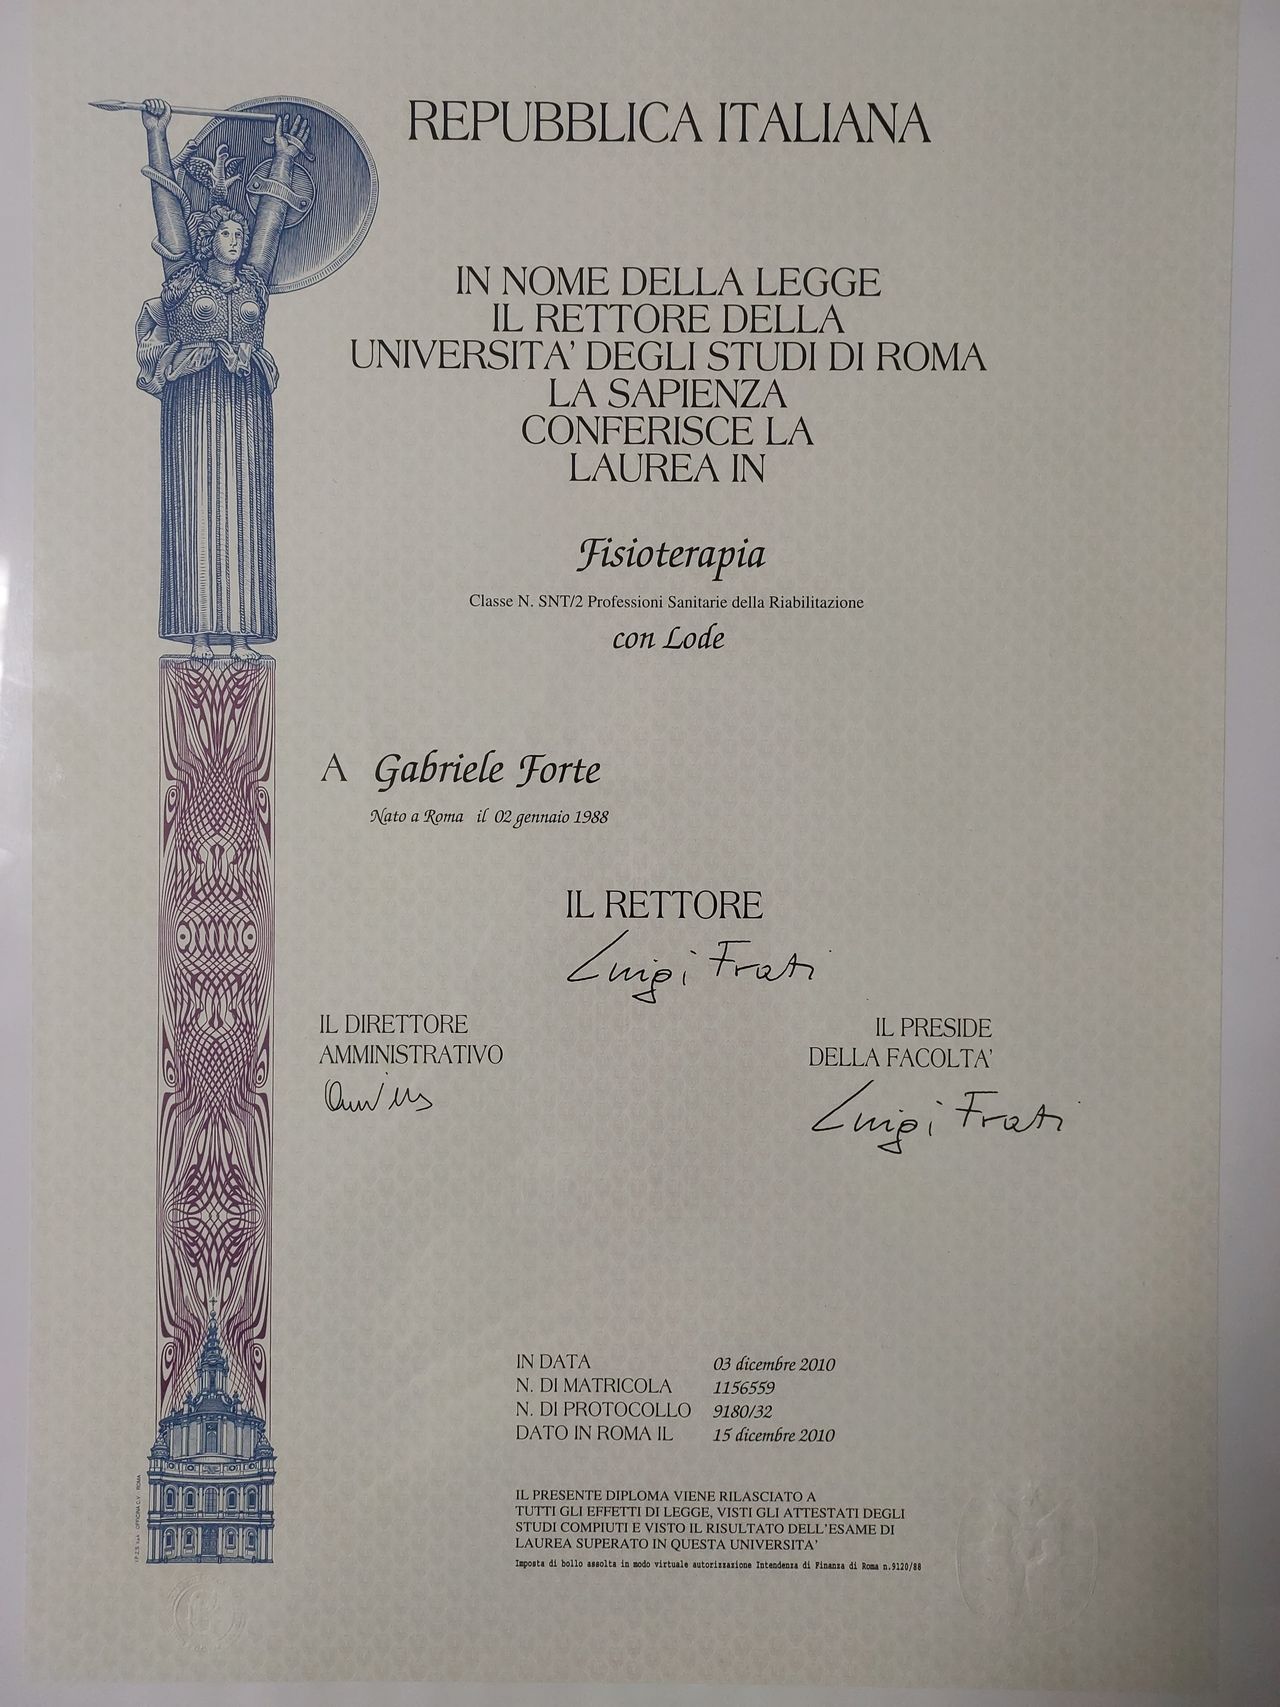 REPUBBLICA ITALIANA
IN NOME DELLA LEGGE
IL RETTORE DELLA
UNIVERSITA' DEGLI STUDI DI ROMA
LA SAPIENZA
CONFERISCE LA
LAUREA IN
Fisioterapia
Classe N. SNT/2 Professioni Sanitarie della Riabilitazione
con Lode
A Gabriele Forte
Nato a Roma il 02 gennaio 1988
IL RETTORE
Luigi Frati
IL DIRETTORE
AMMINISTRATIVO
IL PRESIDE
DELLA FACOLTA'
Luigi Frati
IN DATA 03 dicembre 2010
N. DI MATRICOLA 1156559
N. DI PROTOCOLLO 9180/32
DATO IN ROMA IL 15 dicembre 2010
IL PRESENTE DIPLOMA VIENE RILASCIATO A
TUTTI GLI EFFETTI DI LEGGE, VISTI GLI ATTESTATI DEGLI
STUDI COMPIUTI E VISTO IL RISULTATO DELL'ESAME DI
LAUREA SUPERATO IN QUESTA UNIVERSITA'
Imposta di bollo assolta in modo virtuale autorizzazione Intendenza di Finanza di Roma n.9120/88
I.P.Z.S. S.p.A. OFFICINA C.V. ROMA